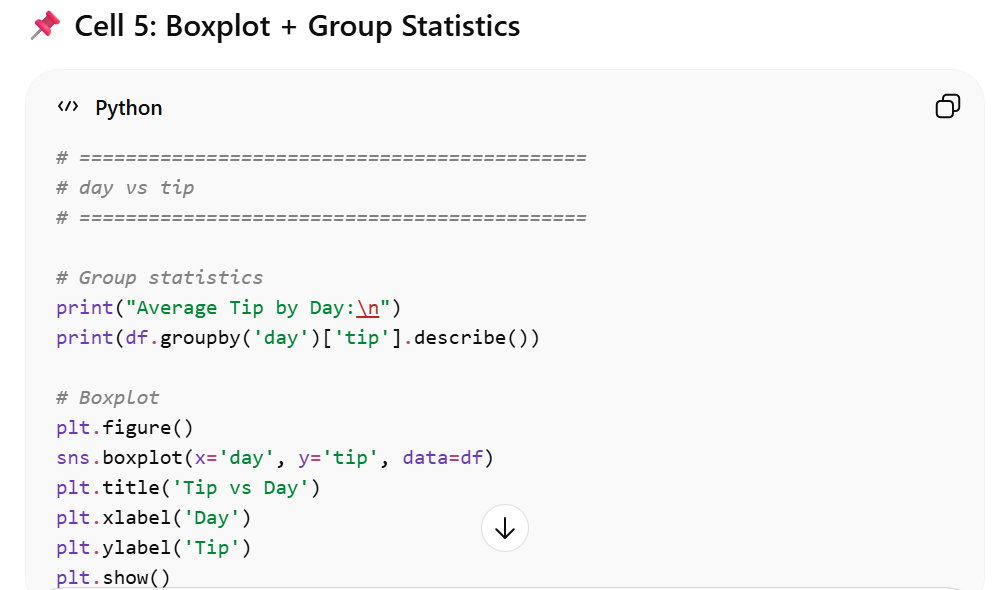 📌 Cell 5: Boxplot + Group Statistics
</> Python
# ============================================
# day vs tip
# ============================================
# Group statistics
print("Average Tip by Day:\n")
print(df.groupby('day')['tip'].describe())
# Boxplot
plt.figure()
sns.boxplot(x='day', y='tip', data=df)
plt.title('Tip vs Day')
plt.xlabel('Day')
plt.ylabel('Tip')
plt.show()